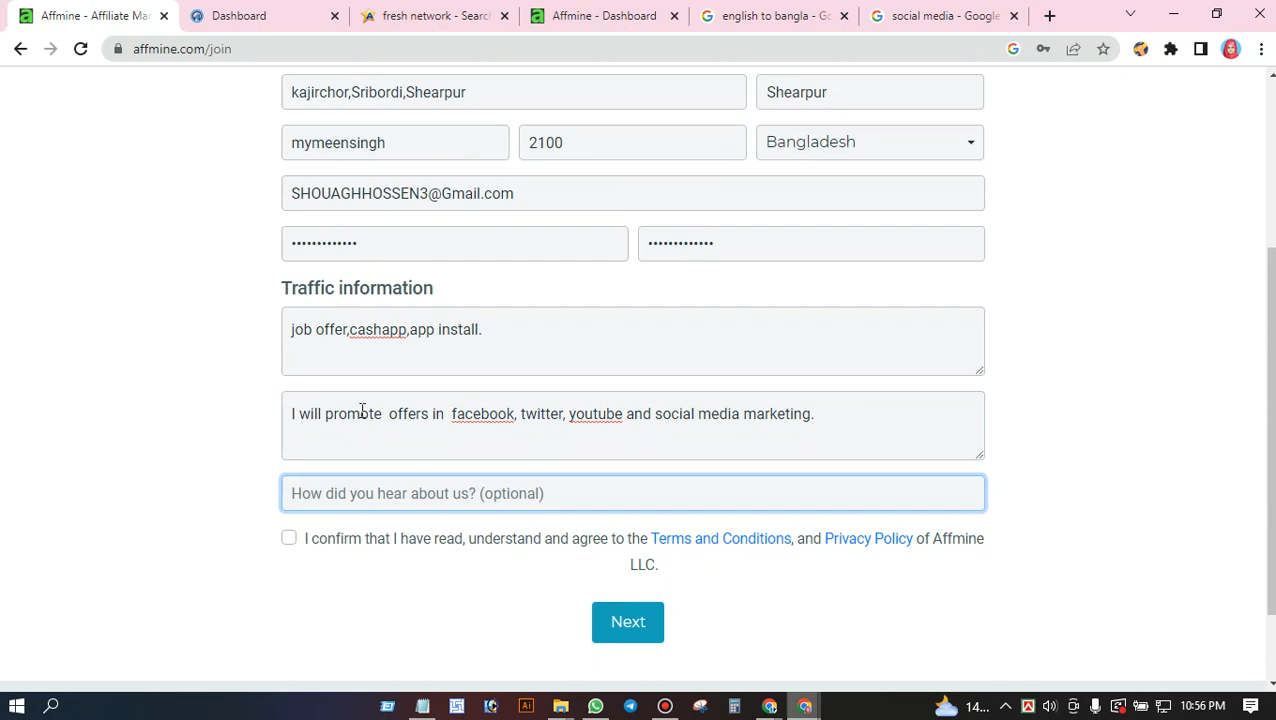 Affmine - Affiliate Mar
Dashboard
fresh network - Search
Affmine - Dashboard
english to bangla - Go
social media - Google
affmine.com/join
kajirchor,Sribordi,Shearpur
Shearpur
mymeensingh
2100
Bangladesh
SHOUAGHHOSSEN3@Gmail.com
•••••••••••••
•••••••••••••
Traffic information
job offer,cashapp,app install.
I will promote offers in facebook, twitter, youtube and social media marketing.
How did you hear about us? (optional)
I confirm that I have read, understand and agree to the Terms and Conditions, and Privacy Policy of Affmine
LLC.
Next
14...
10:56 PM